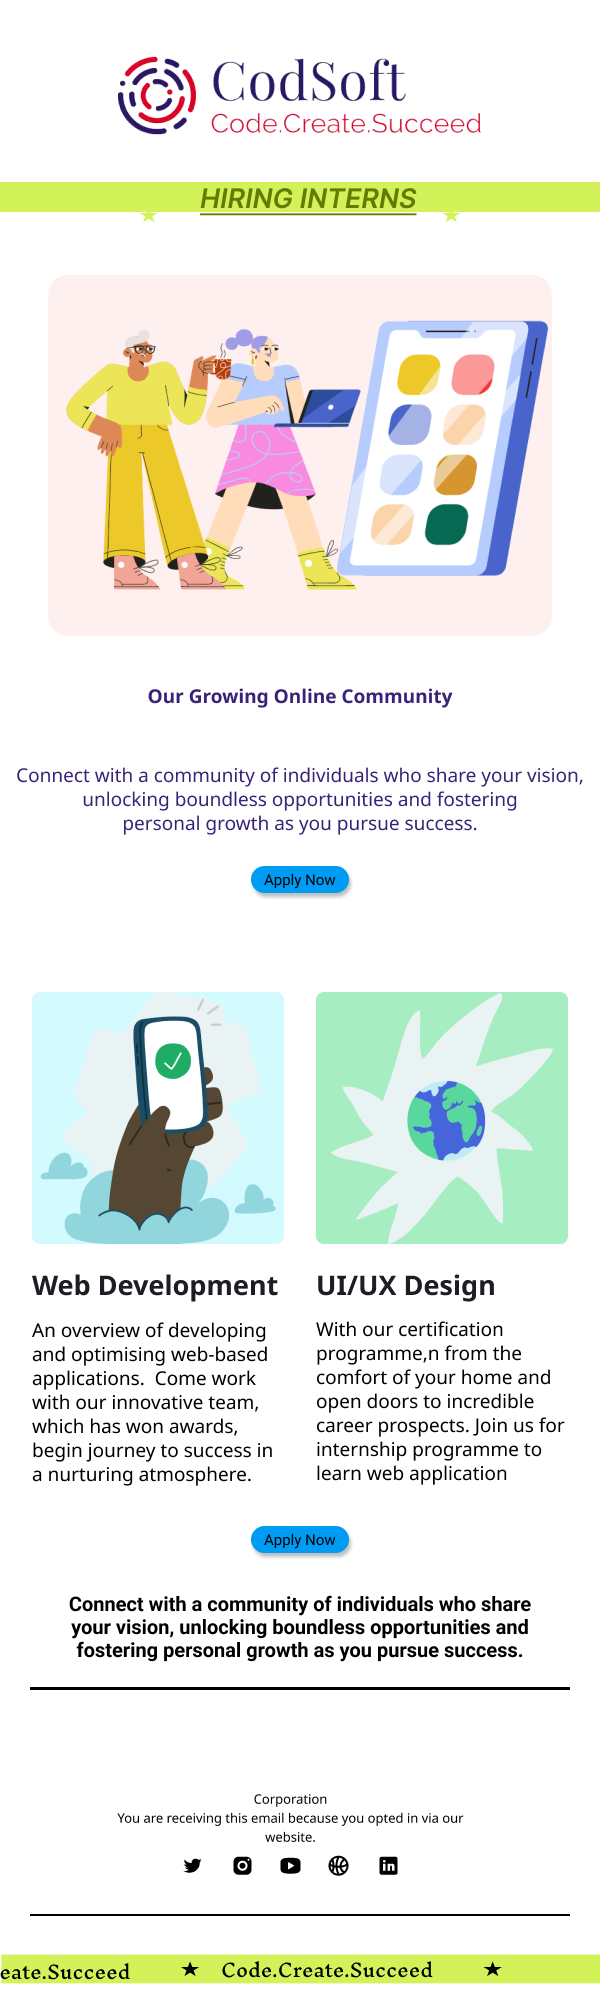 CodSoft
Code.Create.Succeed
HIRING INTERNS
Our Growing Online Community
Connect with a community of individuals who share your vision,
unlocking boundless opportunities and fostering
personal growth as you pursue success.
Apply Now
Web Development
An overview of developing
and optimising web-based
applications.  Come work
with our innovative team,
which has won awards,
begin journey to success in
a nurturing atmosphere.
UI/UX Design
With our certification
programme,n from the
comfort of your home and
open doors to incredible
career prospects. Join us for
internship programme to
learn web application
Apply Now
Connect with a community of individuals who share
your vision, unlocking boundless opportunities and
fostering personal growth as you pursue success.
Corporation
You are receiving this email because you opted in via our
website.
eate.Succeed ★ Code.Create.Succeed ★